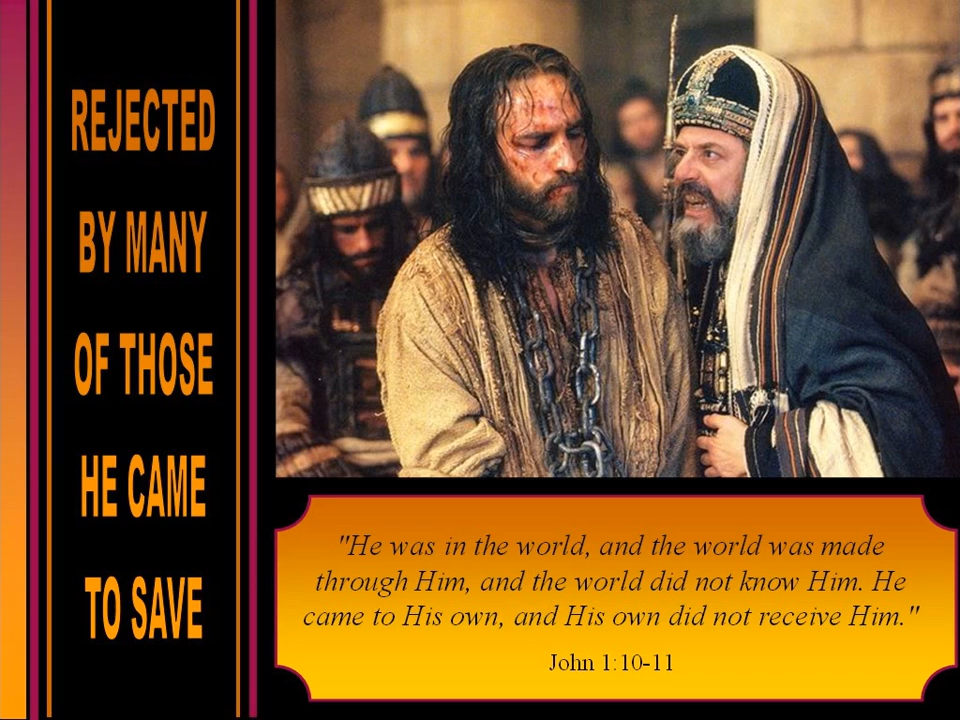 REJECTED
BY MANY
OF THOSE
HE CAME
TO SAVE
"He was in the world, and the world was made
through Him, and the world did not know Him. He
came to His own, and His own did not receive Him."
John 1:10-11